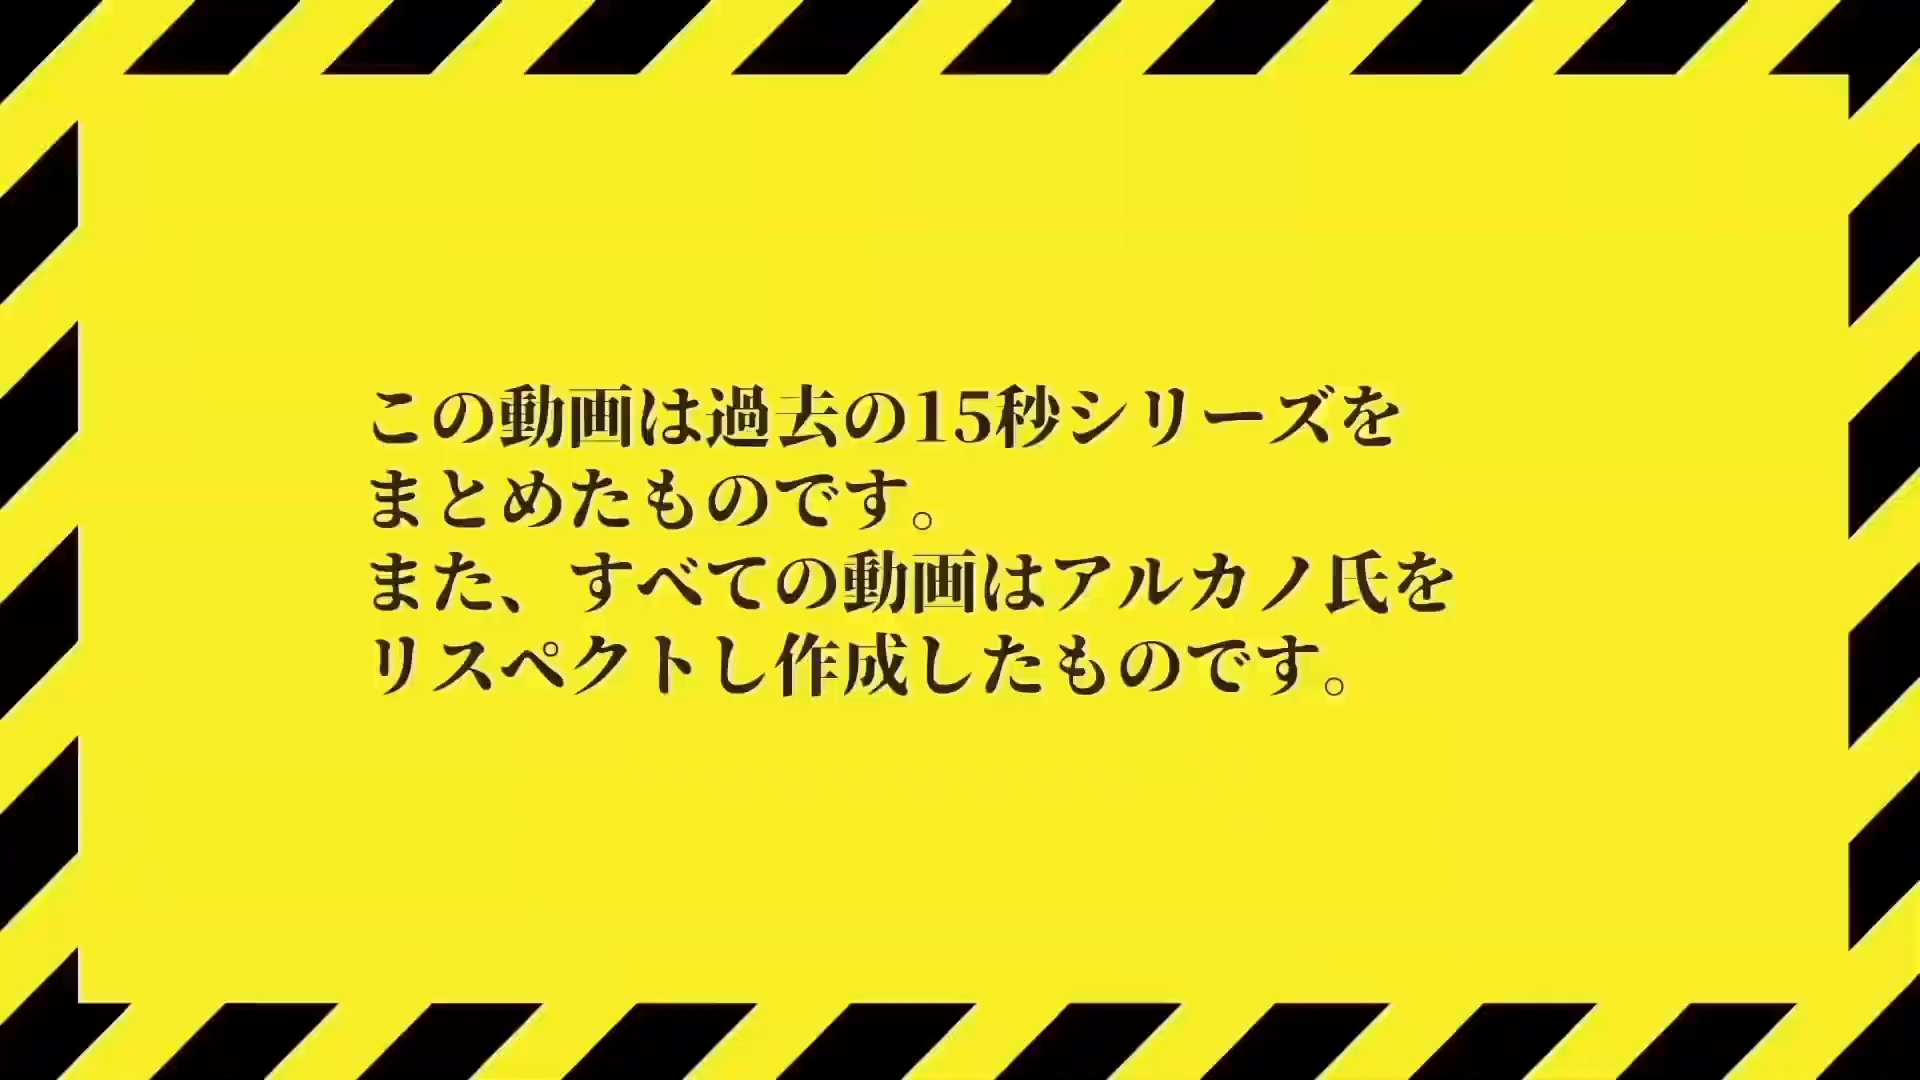 この動画は過去の15秒シリーズを
まとめたものです。
また、すべての動画はアルカノ氏を
リスペクトし作成したものです。